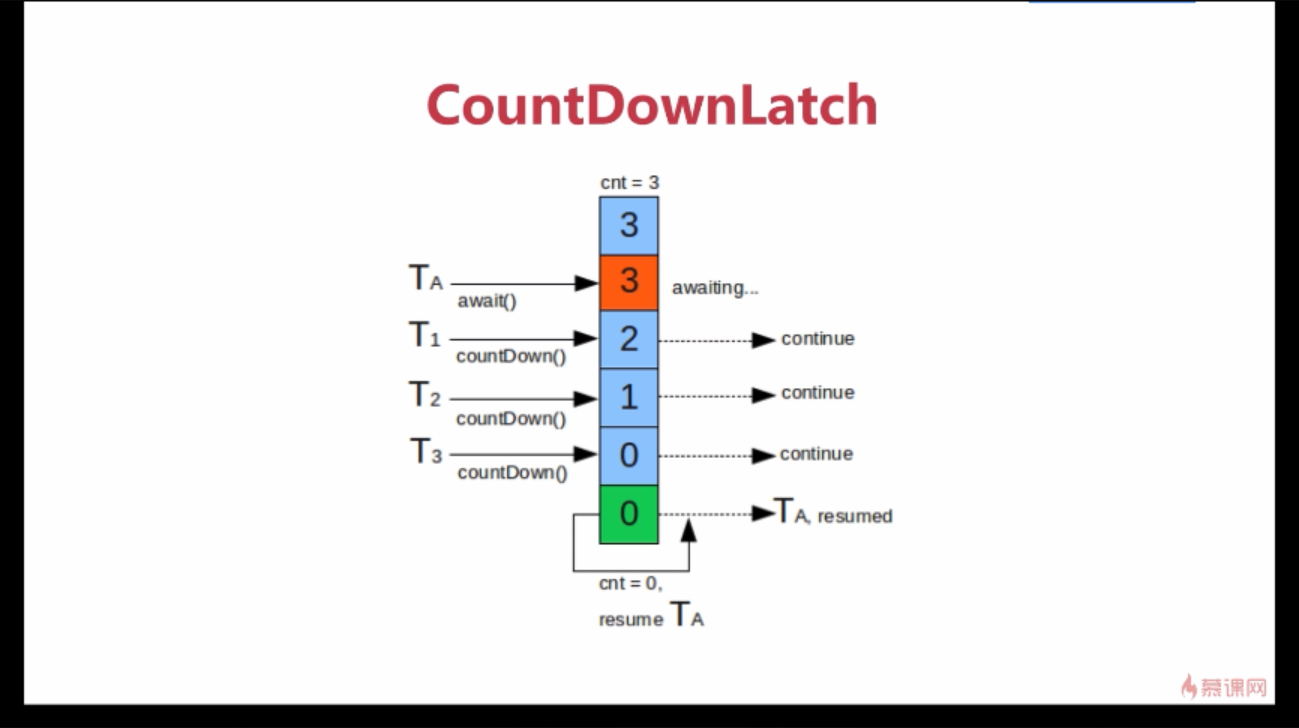 CountDownLatch
cnt = 3
3
TA
await()
3
awaiting...
T1
countDown()
2
continue
T2
countDown()
1
continue
T3
countDown()
0
continue
0
TA, resumed
cnt = 0,
resume TA
慕课网